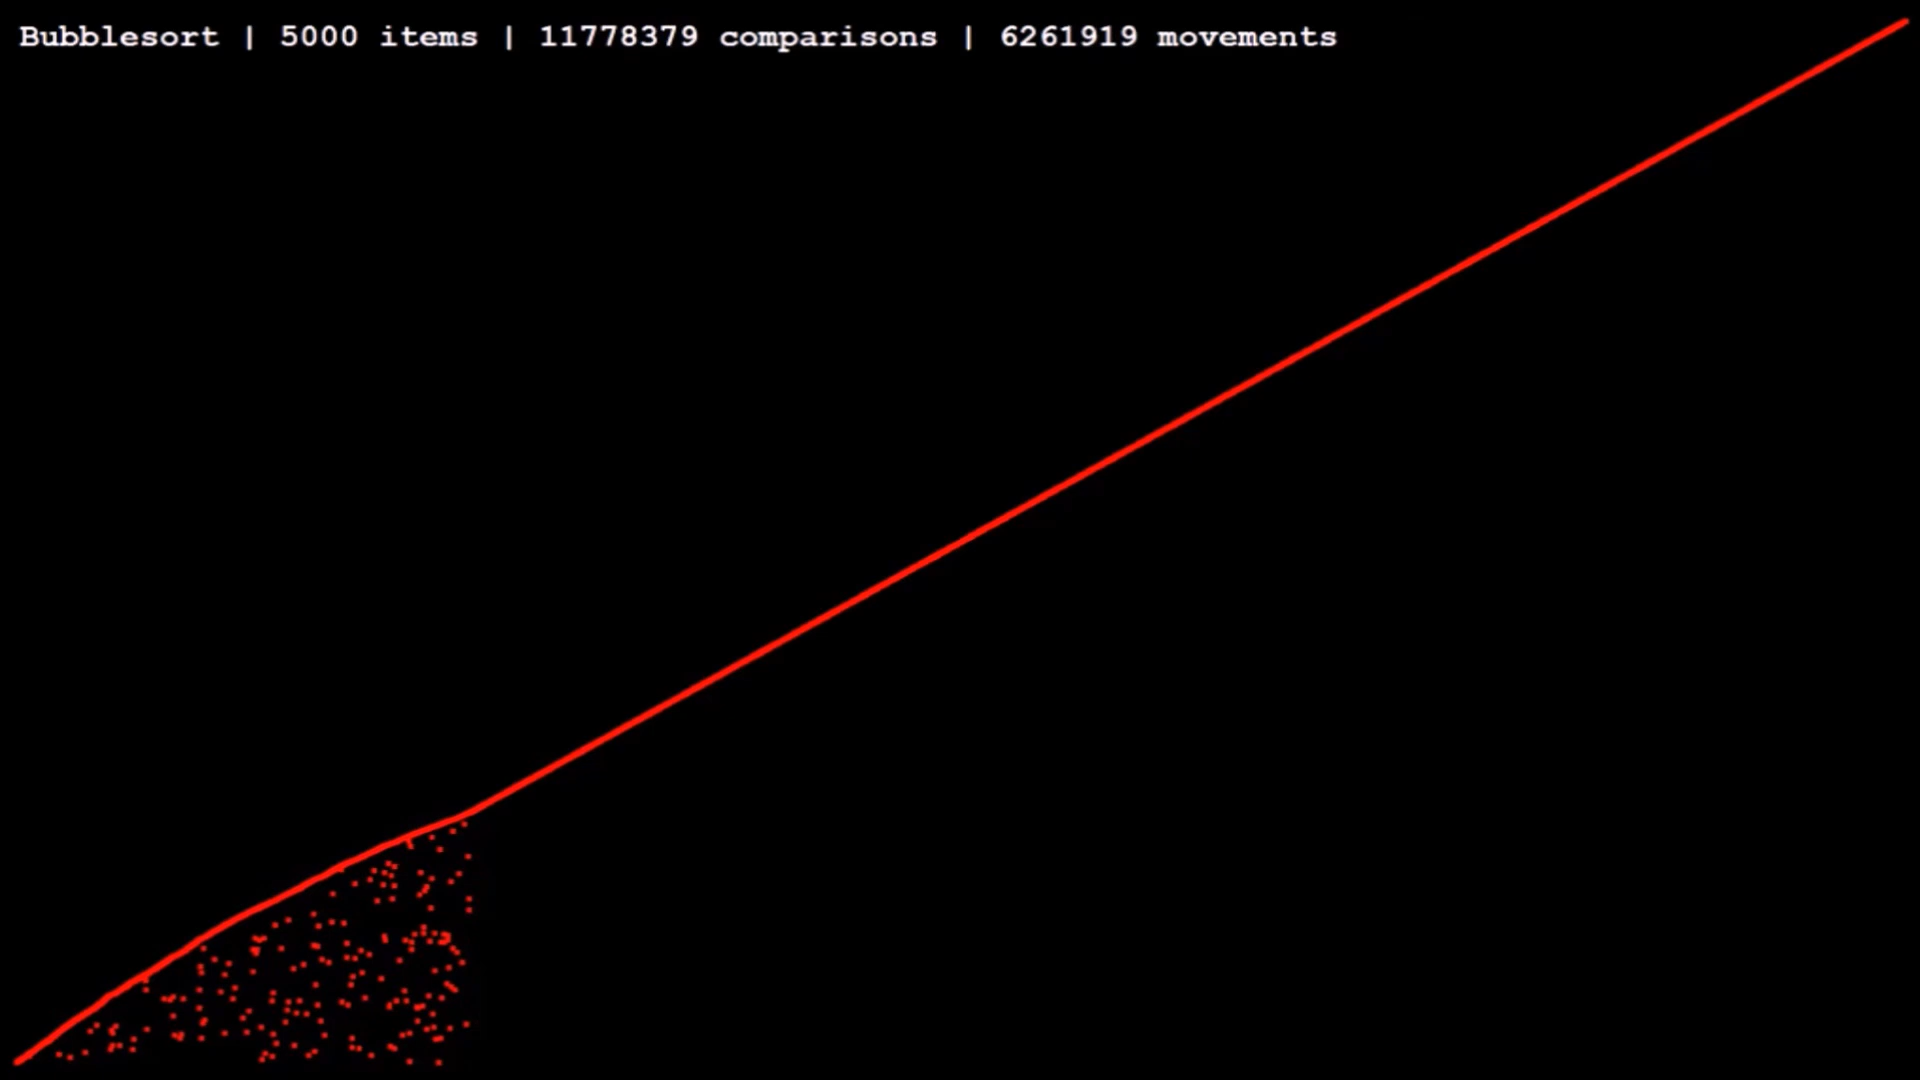 Bubblesort | 5000 items | 11778379 comparisons | 6261919 movements